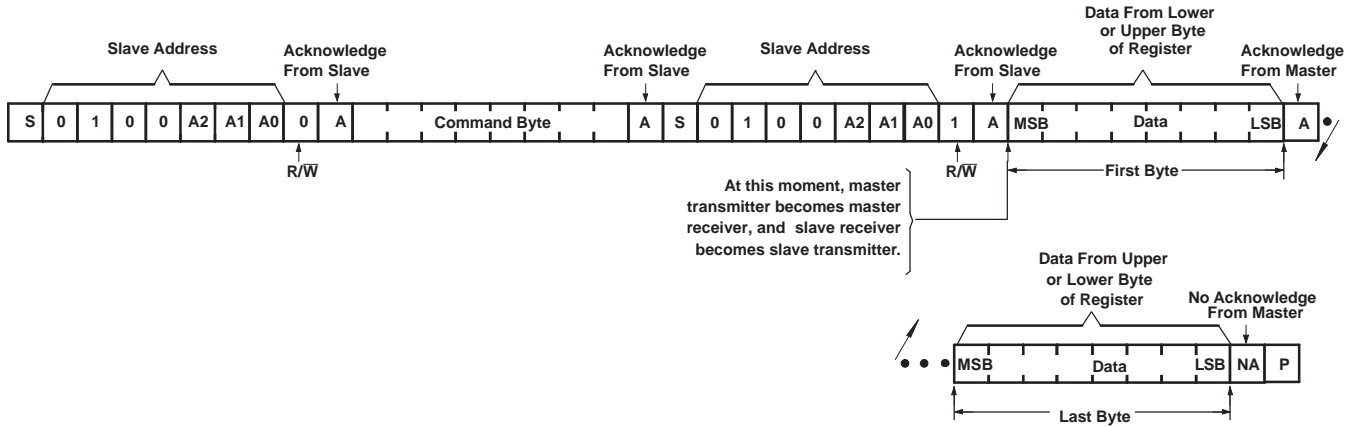 Slave Address
Acknowledge
From Slave
Acknowledge
From Slave
Slave Address
Acknowledge
From Slave
Data From Lower
or Upper Byte
of Register
Acknowledge
From Master
S 0 1 0 0 A2 A1 A0 0 A Command Byte A S 0 1 0 0 A2 A1 A0 1 A MSB Data LSB A
R/W̅
R/W̅
First Byte
At this moment, master
transmitter becomes master
receiver, and slave receiver
becomes slave transmitter.
Data From Upper
or Lower Byte
of Register
No Acknowledge
From Master
MSB Data LSB NA P
Last Byte